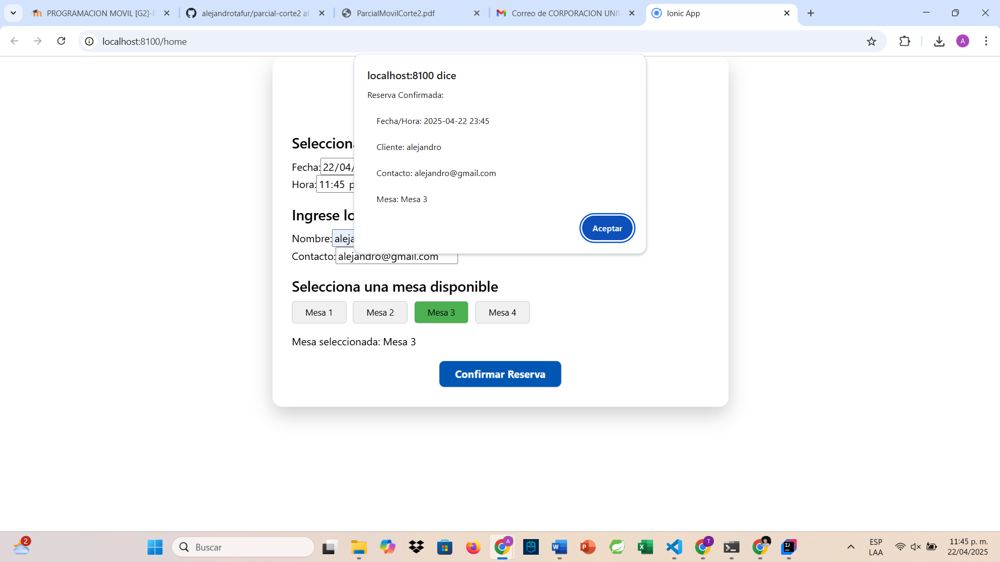 PROGRAMACION MOVIL [G2]-8
alejandrotafur/parcial-corte2 at
ParcialMovilCorte2.pdf
Correo de CORPORACION UNIV
Ionic App
localhost:8100/home
A
localhost:8100 dice
Reserva Confirmada:
Fecha/Hora: 2025-04-22 23:45
Cliente: alejandro
Contacto: alejandro@gmail.com
Mesa: Mesa 3
Aceptar
Selecciona
Fecha: 22/04/
Hora: 11:45 p
Ingrese lo
Nombre: aleja
Contacto: alejandro@gmail.com
Selecciona una mesa disponible
Mesa 1 Mesa 2 Mesa 3 Mesa 4
Mesa seleccionada: Mesa 3
Confirmar Reserva
2
Buscar
A
T
ESP
LAA
11:45 p. m.
22/04/2025